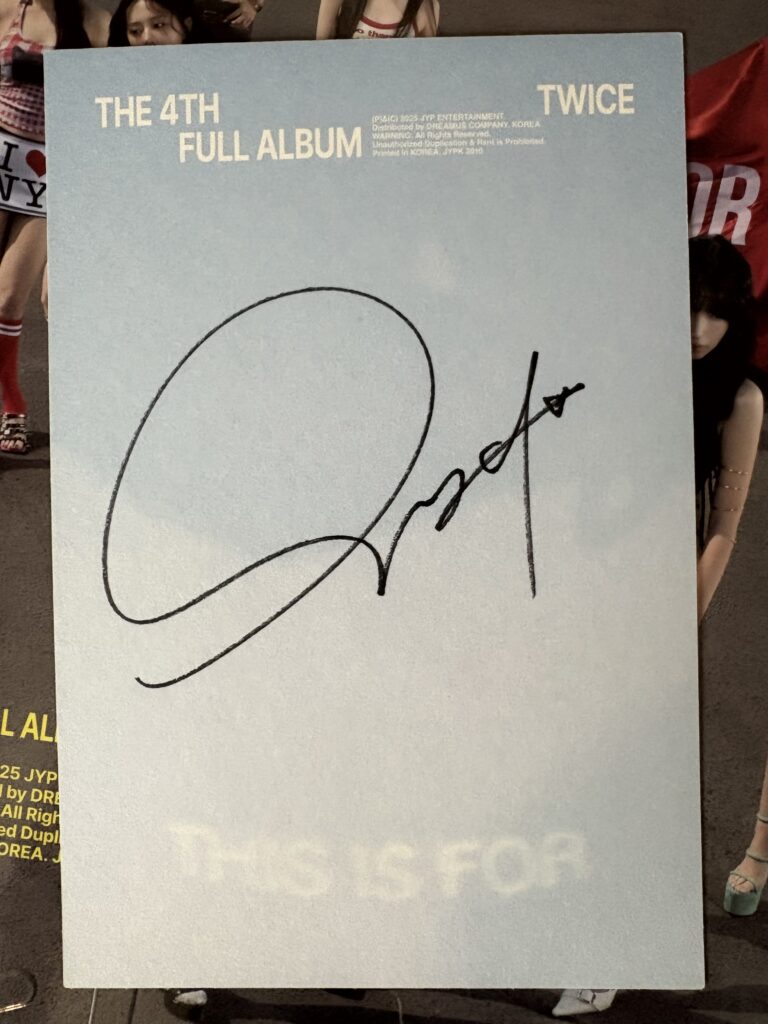 THE 4TH
FULL ALBUM
(P)&(C) 2025 JYP ENTERTAINMENT.
Distributed by DREAMUS COMPANY. KOREA
WARNING. All Rights Reserved.
Unauthorized Duplication & Rent is Prohibited.
Printed in KOREA. JYPK
TWICE
I ♥
NY
OR
L AL
25 JYP
by DRE
All Righ
ed Dupl
OREA. J
THIS IS FOR